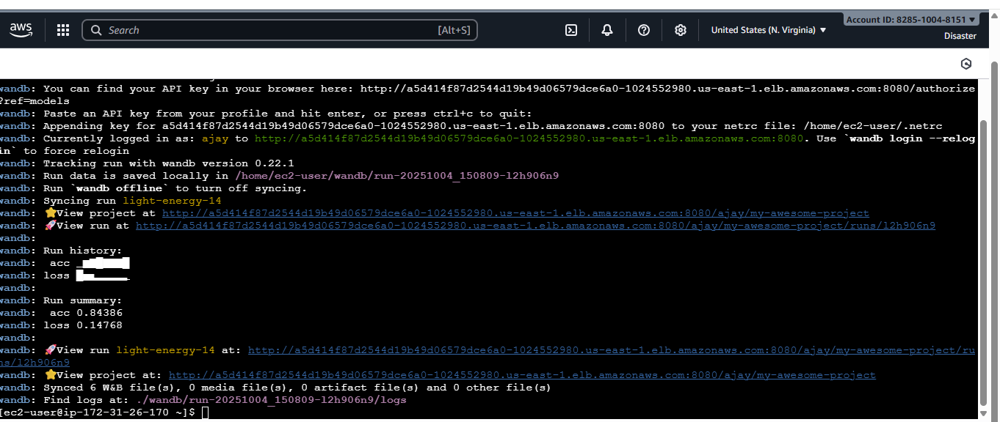 aws
Search [Alt+S]
United States (N. Virginia) ▼
Account ID: 8285-1004-8151 ▼
Disaster
wandb: You can find your API key in your browser here: http://a5d414f87d2544d19b49d06579dce6a0-1024552980.us-east-1.elb.amazonaws.com:8080/authorize
?ref=models
wandb: Paste an API key from your profile and hit enter, or press ctrl+c to quit:
wandb: Appending key for a5d414f87d2544d19b49d06579dce6a0-1024552980.us-east-1.elb.amazonaws.com:8080 to your netrc file: /home/ec2-user/.netrc
wandb: Currently logged in as: ajay to http://a5d414f87d2544d19b49d06579dce6a0-1024552980.us-east-1.elb.amazonaws.com:8080. Use `wandb login --relog
in` to force relogin
wandb: Tracking run with wandb version 0.22.1
wandb: Run data is saved locally in /home/ec2-user/wandb/run-20251004_150809-l2h906n9
wandb: Run `wandb offline` to turn off syncing.
wandb: Syncing run light-energy-14
wandb: ⭐View project at http://a5d414f87d2544d19b49d06579dce6a0-1024552980.us-east-1.elb.amazonaws.com:8080/ajay/my-awesome-project
wandb: 🚀View run at http://a5d414f87d2544d19b49d06579dce6a0-1024552980.us-east-1.elb.amazonaws.com:8080/ajay/my-awesome-project/runs/l2h906n9
wandb:
wandb: Run history:
wandb: acc
wandb: loss
wandb:
wandb: Run summary:
wandb: acc 0.84386
wandb: loss 0.14768
wandb:
wandb: 🚀View run light-energy-14 at: http://a5d414f87d2544d19b49d06579dce6a0-1024552980.us-east-1.elb.amazonaws.com:8080/ajay/my-awesome-project/ru
ns/l2h906n9
wandb: ⭐View project at: http://a5d414f87d2544d19b49d06579dce6a0-1024552980.us-east-1.elb.amazonaws.com:8080/ajay/my-awesome-project
wandb: Synced 6 W&B file(s), 0 media file(s), 0 artifact file(s) and 0 other file(s)
wandb: Find logs at: ./wandb/run-20251004_150809-l2h906n9/logs
[ec2-user@ip-172-31-26-170 ~]$